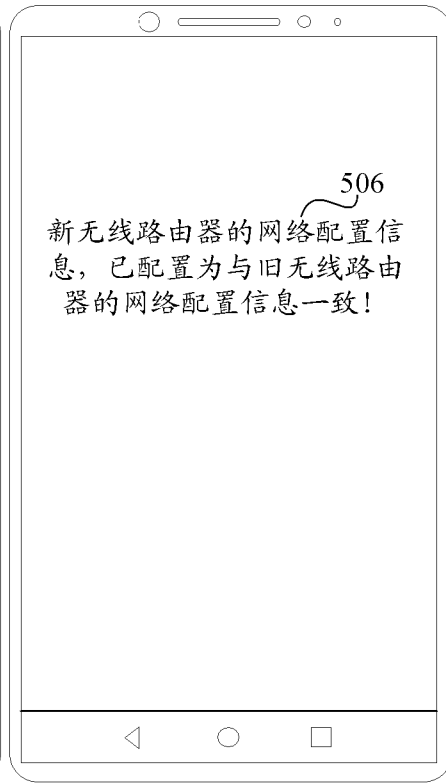 506
新无线路由器的网络配置信
息，已配置为与旧无线路由
器的网络配置信息一致！